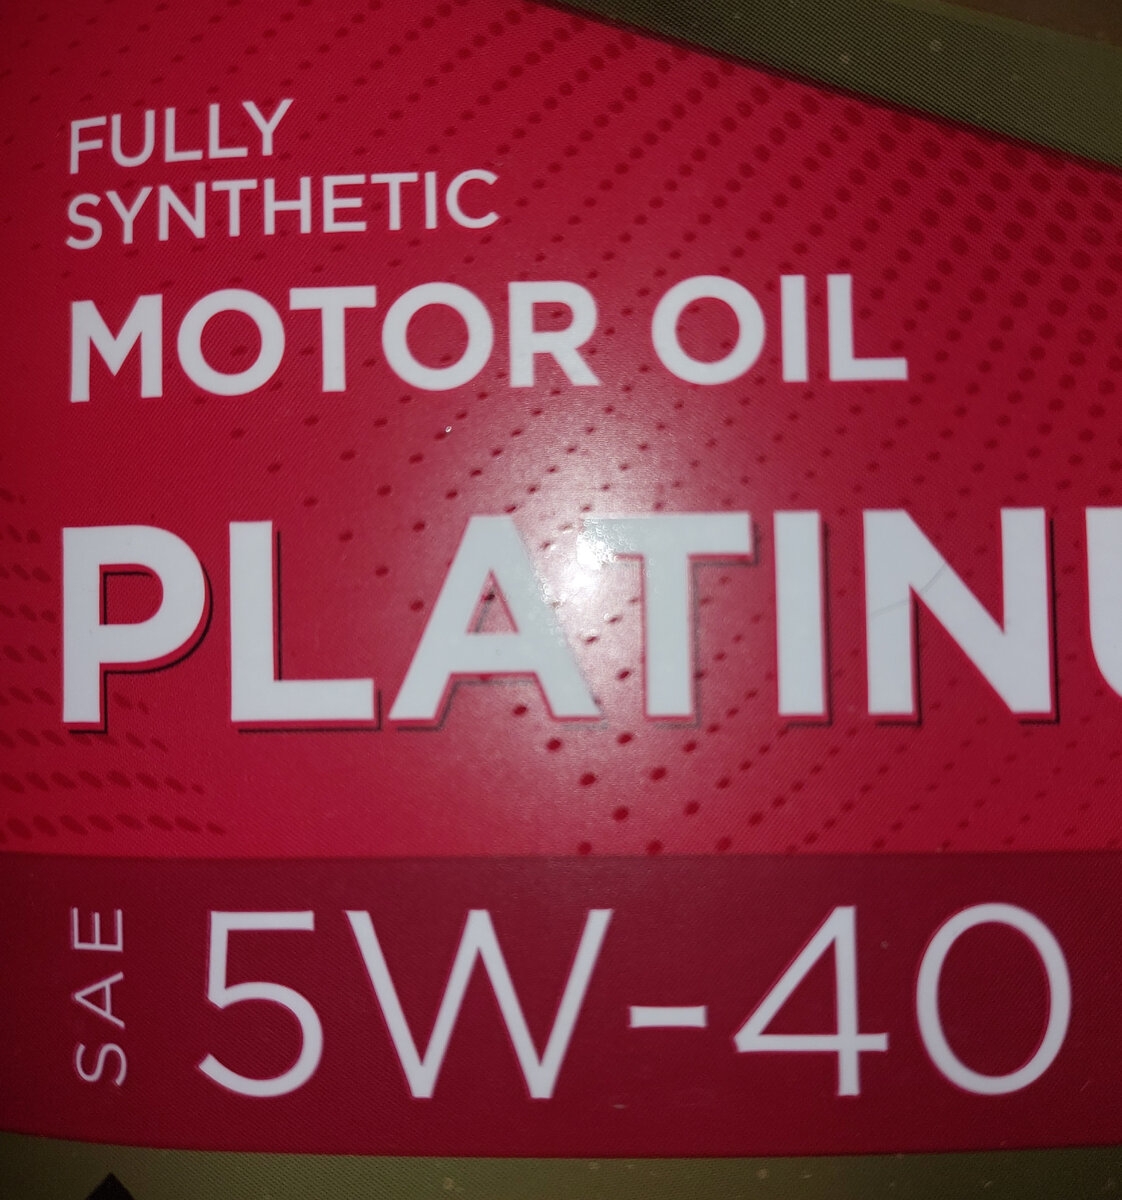 FULLY
SYNTHETIC
MOTOR OIL
PLATINU
SAE 5W-40